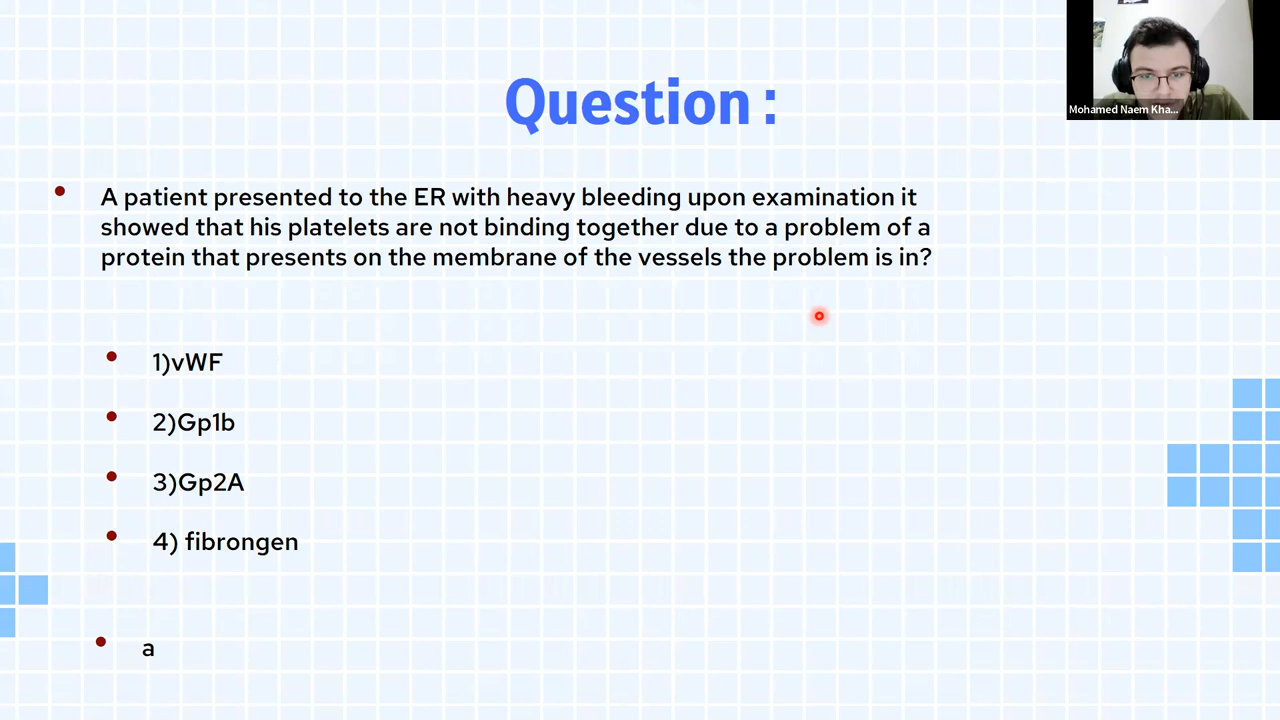 Question :
A patient presented to the ER with heavy bleeding upon examination it
showed that his platelets are not binding together due to a problem of a
protein that presents on the membrane of the vessels the problem is in?
1)vWF
2)Gp1b
3)Gp2A
4) fibrongen
a
Mohamed Naem Kha...